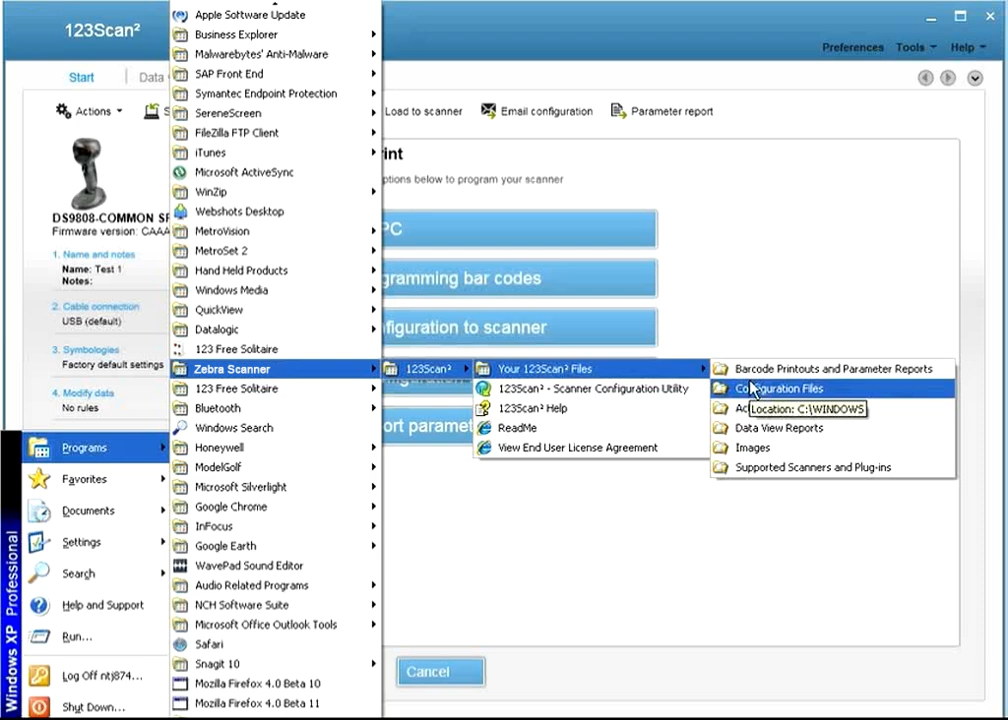 123Scan²
Preferences
Tools
Help
Start
Data
Actions
Load to scanner
Email configuration
Parameter report
int
ptions below to program your scanner
DS9808-COMMON SF
Firmware version: CAAA
1. Name and notes
Name: Test 1
Notes:
2. Cable connection
USB (default)
3. Symbologies
Factory default settings
4. Modify data
No rules
PC
gramming bar codes
figuration to scanner
figuration
ort paramet
Cancel
Apple Software Update
Business Explorer
Malwarebytes' Anti-Malware
SAP Front End
Symantec Endpoint Protection
SereneScreen
FileZilla FTP Client
iTunes
Microsoft ActiveSync
WinZip
Webshots Desktop
MetroVision
MetroSet 2
Hand Held Products
Windows Media
QuickView
Datalogic
123 Free Solitaire
Zebra Scanner
123 Free Solitaire
Bluetooth
Windows Search
Honeywell
ModelGolf
Microsoft Silverlight
Google Chrome
InFocus
Google Earth
WavePad Sound Editor
Audio Related Programs
NCH Software Suite
Microsoft Office Outlook Tools
Safari
Snagit 10
Mozilla Firefox 4.0 Beta 10
Mozilla Firefox 4.0 Beta 11
123Scan²
Your 123Scan² Files
123Scan² - Scanner Configuration Utility
123Scan² Help
ReadMe
View End User License Agreement
Barcode Printouts and Parameter Reports
Configuration Files
Location: C:\WINDOWS
Data View Reports
Images
Supported Scanners and Plug-ins
Programs
Favorites
Documents
Settings
Search
Help and Support
Run...
Log Off ntj874...
Shut Down...
Windows XP Professional